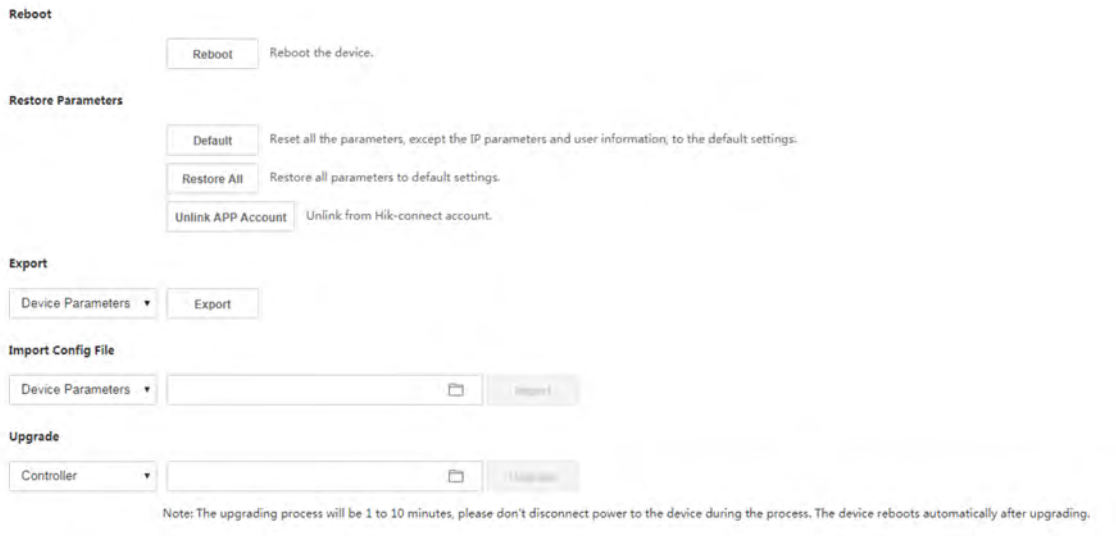 Reboot
Reboot Reboot the device.
Restore Parameters
Default Reset all the parameters, except the IP parameters and user information, to the default settings.
Restore All Restore all parameters to default settings.
Unlink APP Account Unlink from Hik-connect account.
Export
Device Parameters Export
Import Config File
Device Parameters Import
Upgrade
Controller Upgrade
Note: The upgrading process will be 1 to 10 minutes, please don't disconnect power to the device during the process. The device reboots automatically after upgrading.